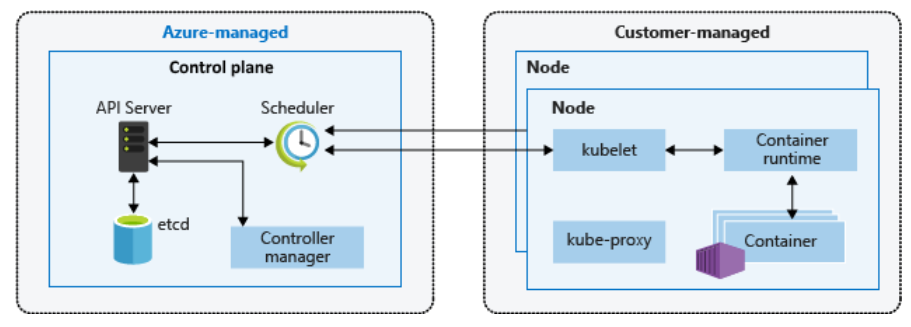 Azure-managed
Control plane
API Server
Scheduler
etcd
Controller
manager
Customer-managed
Node
Node
kubelet
Container
runtime
kube-proxy
Container